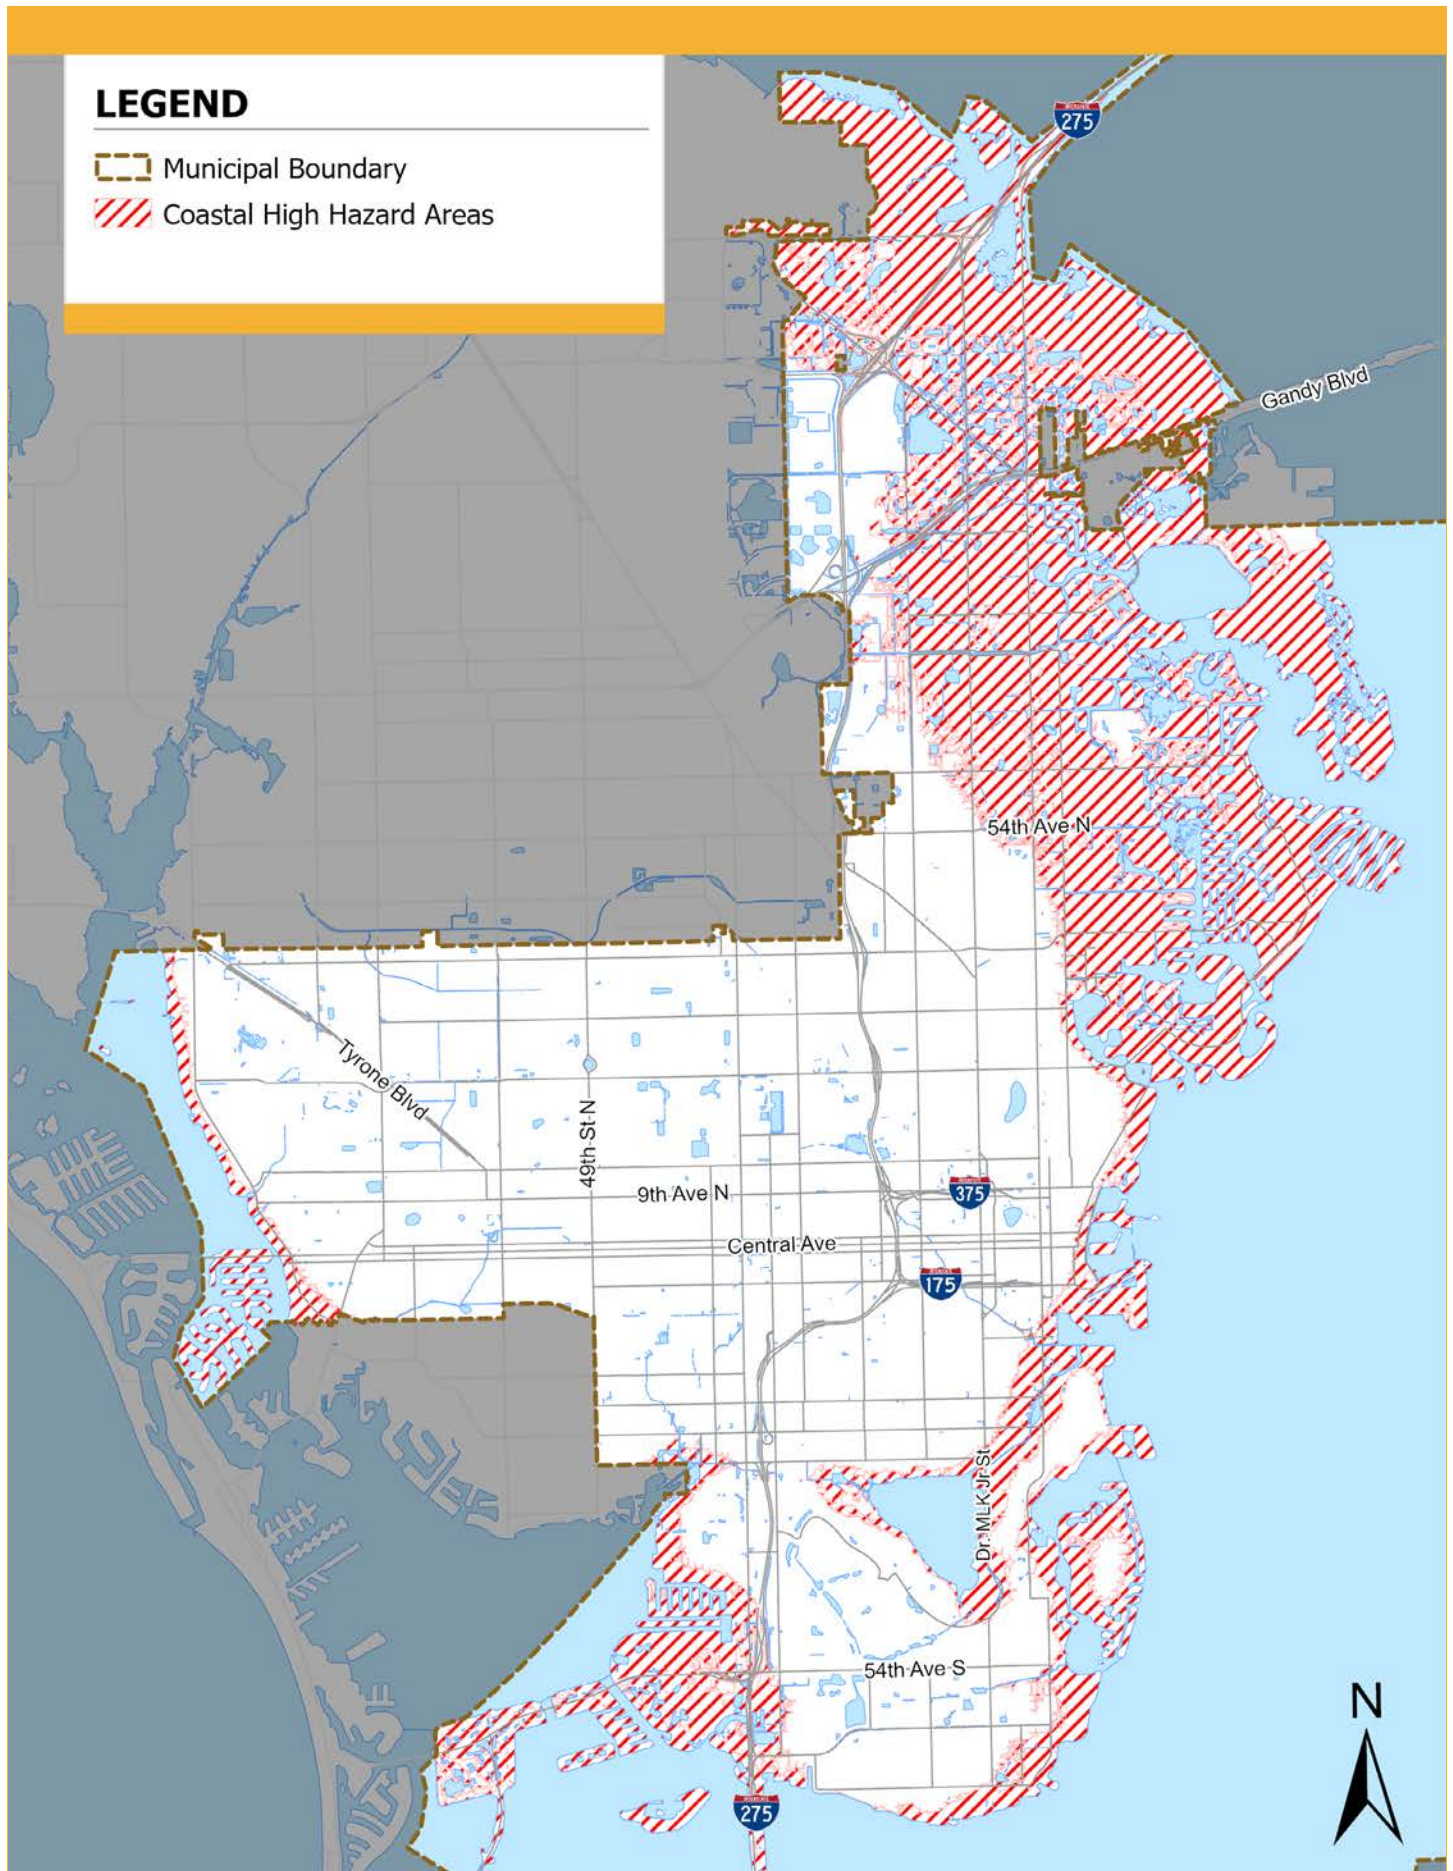 LEGEND
Municipal Boundary
Coastal High Hazard Areas
275
Gandy Blvd
54th Ave N
Tyrone Blvd
49th St N
9th Ave N
375
Central Ave
175
Dr. MLK Jr St
54th Ave S
N
275